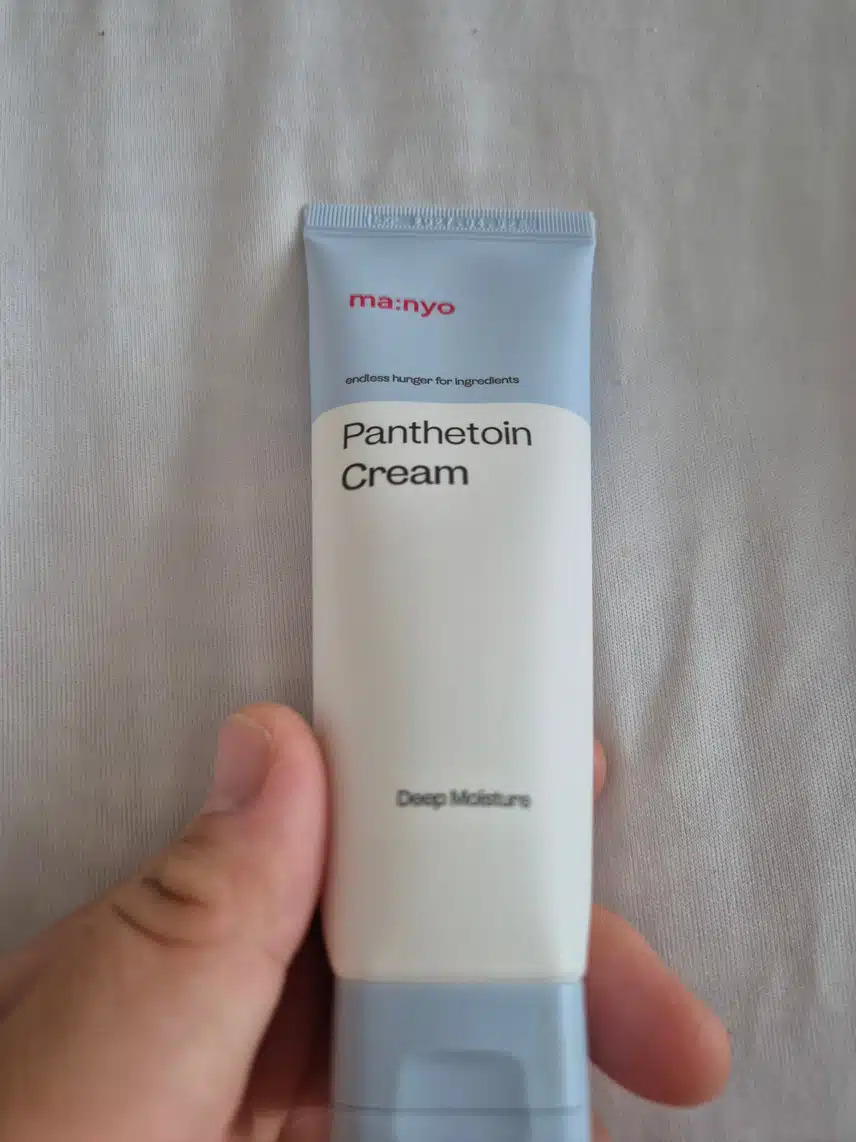 ma:nyo
endless hunger for ingredients
Panthetoin
Cream
Deep Moisture